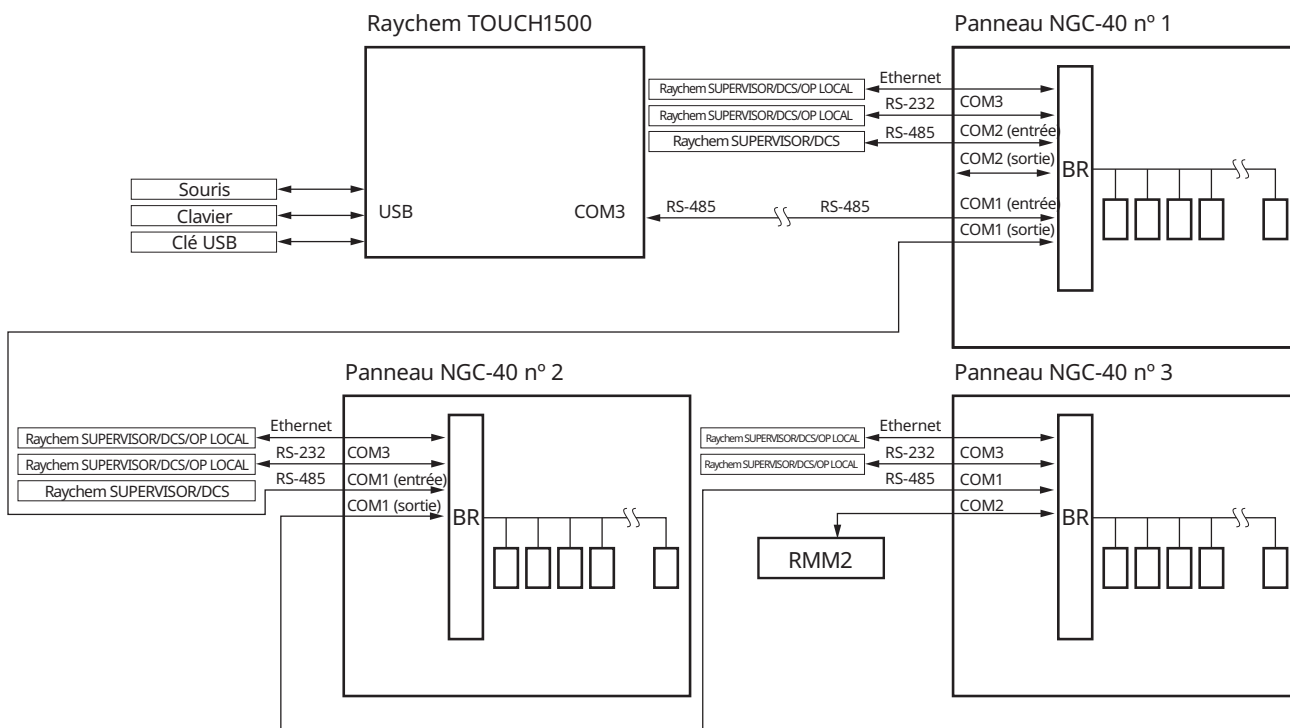 Raychem TOUCH1500
Panneau NGC-40 nº 1
Raychem SUPERVISOR/DCS/OP LOCAL
Ethernet
Raychem SUPERVISOR/DCS/OP LOCAL
RS-232
COM3
Raychem SUPERVISOR/DCS
RS-485
COM2 (entrée)
COM2 (sortie)
BR
Souris
Clavier
Clé USB
USB
COM3
RS-485
RS-485
COM1 (entrée)
COM1 (sortie)
Panneau NGC-40 nº 2
Raychem SUPERVISOR/DCS/OP LOCAL
Ethernet
Raychem SUPERVISOR/DCS/OP LOCAL
RS-232
COM3
Raychem SUPERVISOR/DCS
RS-485
COM1 (entrée)
COM1 (sortie)
BR
Panneau NGC-40 nº 3
Raychem SUPERVISOR/DCS/OP LOCAL
Ethernet
Raychem SUPERVISOR/DCS/OP LOCAL
RS-232
COM3
RS-485
COM1
COM2
BR
RMM2